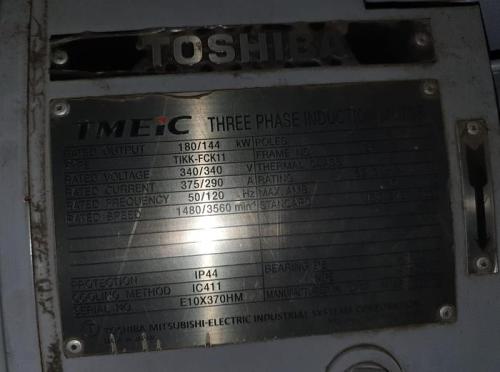 TOSHIBA
TMEiC THREE PHASE INDUCTION
RATED OUTPUT 180/144 kW POLES
TYPE TIKK-FCK11 FRAME NO.
RATED VOLTAGE 340/340 V THERMAL CLASS
RATED CURRENT 375/290 A RATING
RATED FREQUENCY 50/120 Hz MAX. AMB.
RATED SPEED 1480/3560 min⁻¹ STANDARD
PROTECTION IP44 BEARING D.E.
COOLING METHOD IC411
SERIAL NO. E10X370HM MANUFACTURED
TOSHIBA MITSUBISHI-ELECTRIC INDUSTRIAL SYSTEMS CORPORATION